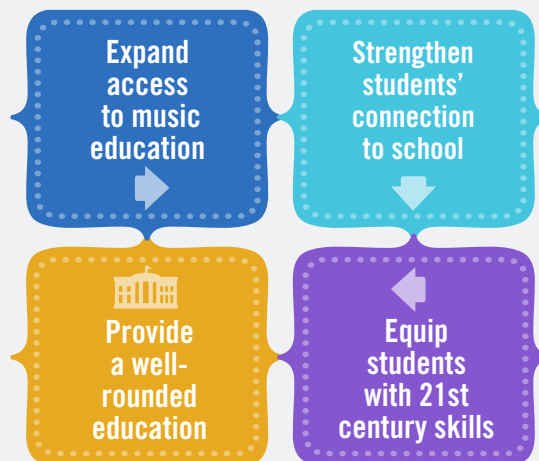 Expand
access
to music
education
Strengthen
students'
connection
to school
Provide
a well-
rounded
education
Equip
students
with 21st
century skills